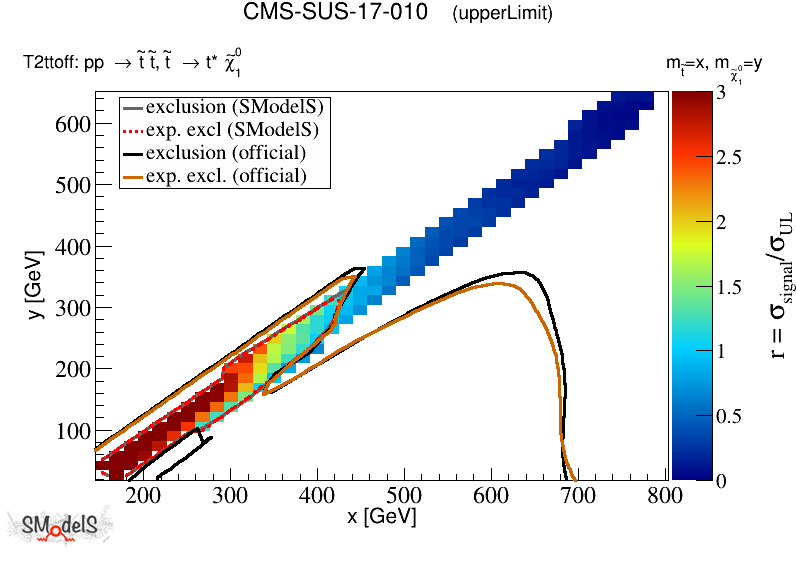 CMS-SUS-17-010 (upperLimit)
T2ttoff: pp → t̃ t̃, t̃ → t* χ̃⁰₁
m_t̃=x, m_χ̃⁰₁=y
exclusion (SModelS)
exp. excl (SModelS)
exclusion (official)
exp. excl. (official)
600
500
400
300
200
100
y [GeV]
200 300 400 500 600 700 800
x [GeV]
3
2.5
2
1.5
1
0.5
0
r = σ_signal/σ_UL
SModelS